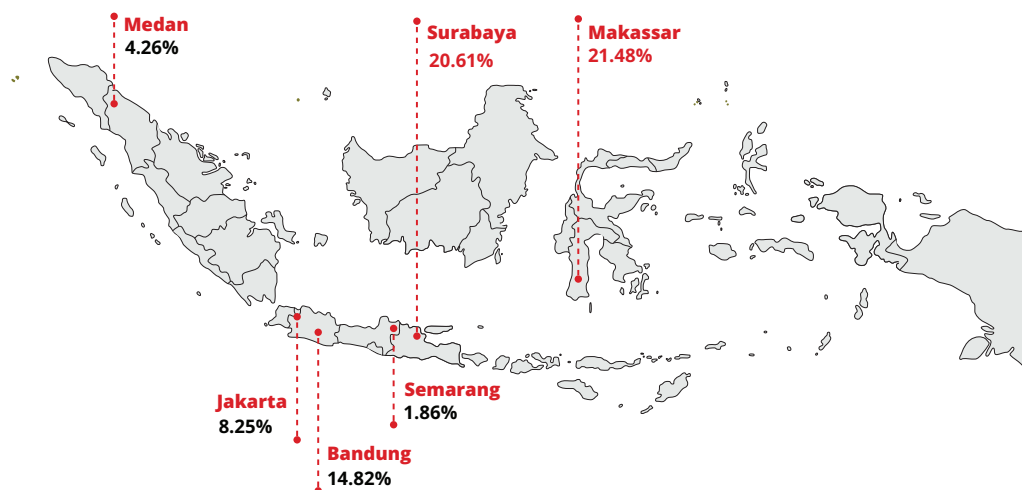 Medan
4.26%
Surabaya
20.61%
Makassar
21.48%
Jakarta
8.25%
Semarang
1.86%
Bandung
14.82%